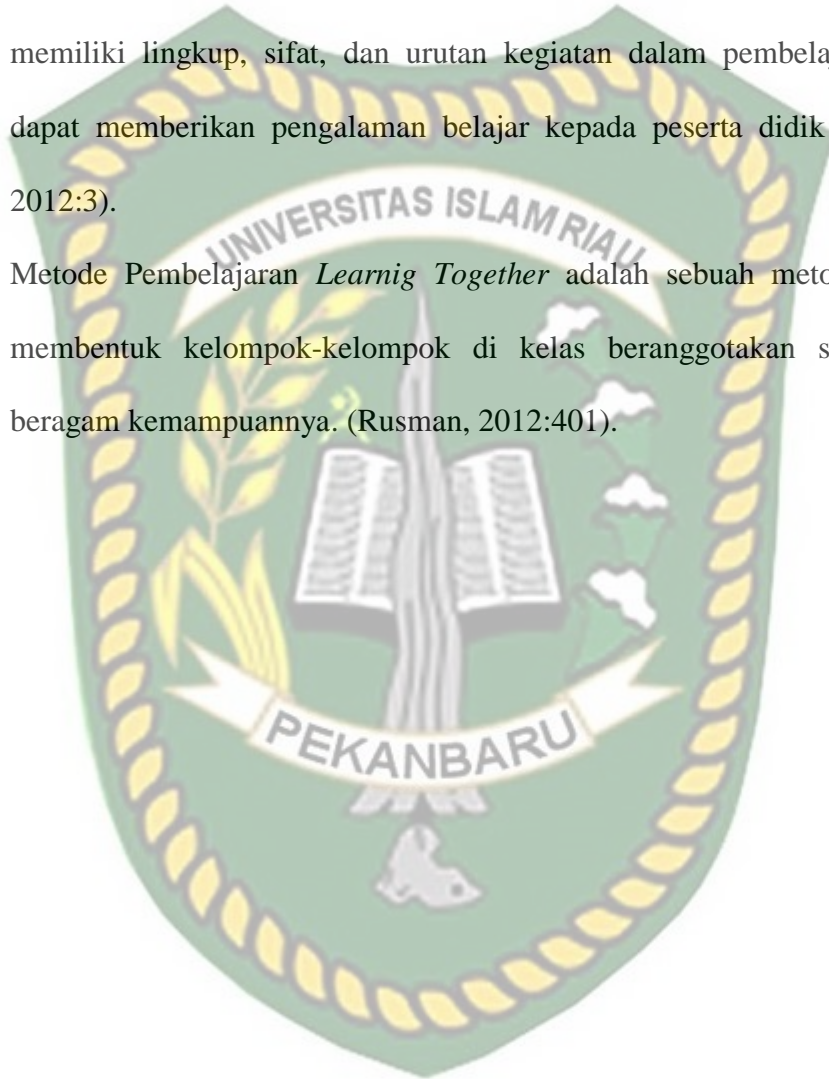 memiliki lingkup, sifat, dan urutan kegiatan dalam pembelaj
dapat memberikan pengalaman belajar kepada peserta didik
2012:3).
UNIVERSITAS ISLAM RIAU
Metode Pembelajaran Learnig Together adalah sebuah meto
membentuk kelompok-kelompok di kelas beranggotakan s
beragam kemampuannya. (Rusman, 2012:401).
PEKANBARU